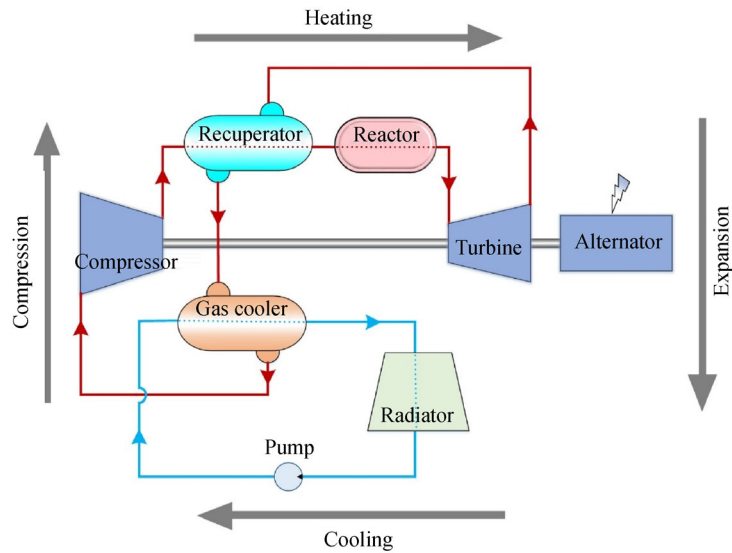 Heating
Recuperator
Reactor
Compression
Compressor
Turbine
Alternator
Expansion
Gas cooler
Radiator
Pump
Cooling